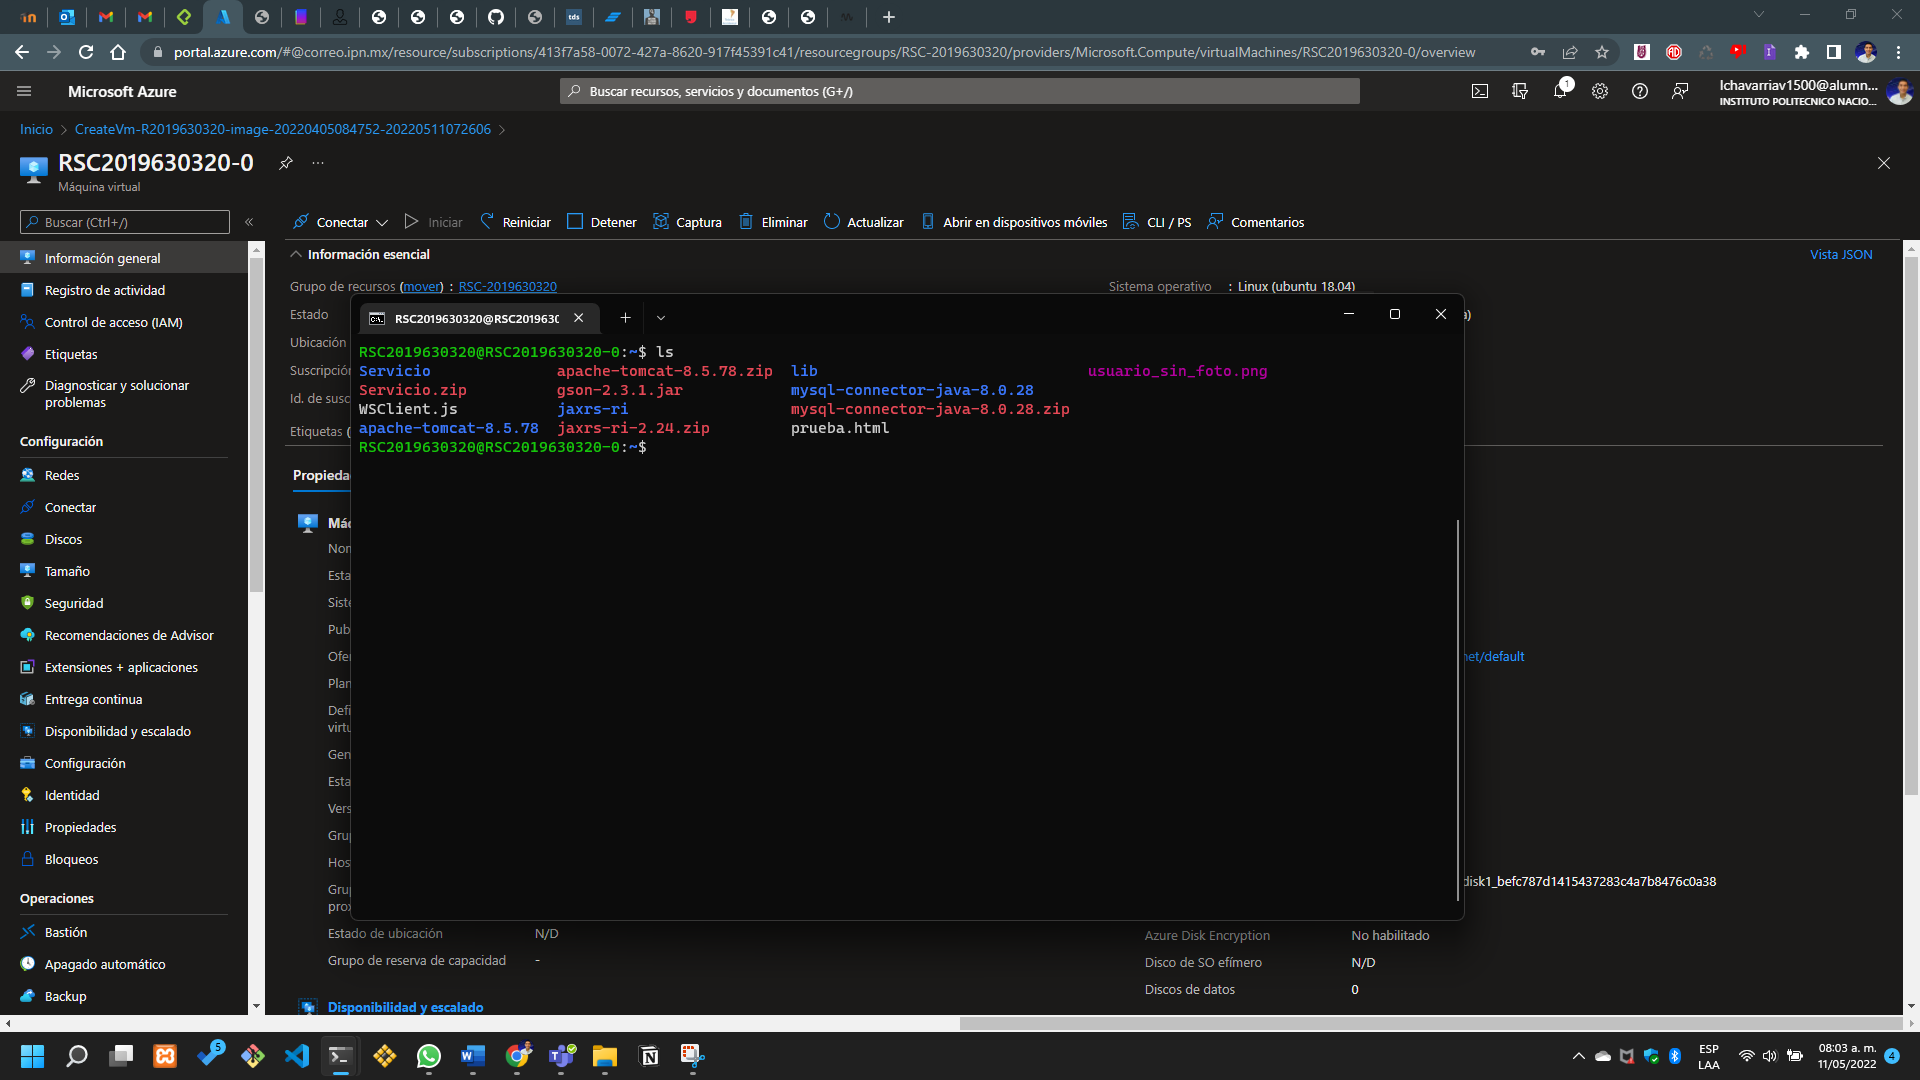 portal.azure.com/#@correo.ipn.mx/resource/subscriptions/413f7a58-0072-427a-8620-917f45391c41/resourcegroups/RSC-2019630320/providers/Microsoft.Compute/virtualMachines/RSC2019630320-0/overview
Microsoft Azure
Buscar recursos, servicios y documentos (G+/)
1
lchavarriav1500@alumn...
INSTITUTO POLITECNICO NACIO...
Inicio > CreateVm-R2019630320-image-20220405084752-20220511072606 >
RSC2019630320-0
Máquina virtual
Buscar (Ctrl+/)
Conectar
Iniciar
Reiniciar
Detener
Captura
Eliminar
Actualizar
Abrir en dispositivos móviles
CLI / PS
Comentarios
Información general
Registro de actividad
Control de acceso (IAM)
Etiquetas
Diagnosticar y solucionar
problemas
Configuración
Redes
Conectar
Discos
Tamaño
Seguridad
Recomendaciones de Advisor
Extensiones + aplicaciones
Entrega continua
Disponibilidad y escalado
Configuración
Identidad
Propiedades
Bloqueos
Operaciones
Bastión
Apagado automático
Backup
Información esencial
Vista JSON
Grupo de recursos (mover) : RSC-2019630320
Sistema operativo : Linux (ubuntu 18.04)
Estado
Ubicación
Suscripción
Id. de susc
Etiquetas (
RSC2019630320@RSC201963C
RSC2019630320@RSC2019630320-0:~$ ls
Servicio apache-tomcat-8.5.78.zip lib usuario_sin_foto.png
Servicio.zip gson-2.3.1.jar mysql-connector-java-8.0.28
WSClient.js jaxrs-ri mysql-connector-java-8.0.28.zip
apache-tomcat-8.5.78 jaxrs-ri-2.24.zip prueba.html
RSC2019630320@RSC2019630320-0:~$
a)
Propieda
Mác
Non
Esta
Siste
Pub
Ofer
net/default
Plan
Defi
virtu
Gen
Esta
Vers
Gru
Hos
Gru
prox
disk1_befc787d1415437283c4a7b8476c0a38
Estado de ubicación N/D
Grupo de reserva de capacidad -
Azure Disk Encryption No habilitado
Disco de SO efímero N/D
Discos de datos 0
Disponibilidad y escalado
5
ESP
LAA
08:03 a. m.
11/05/2022
4